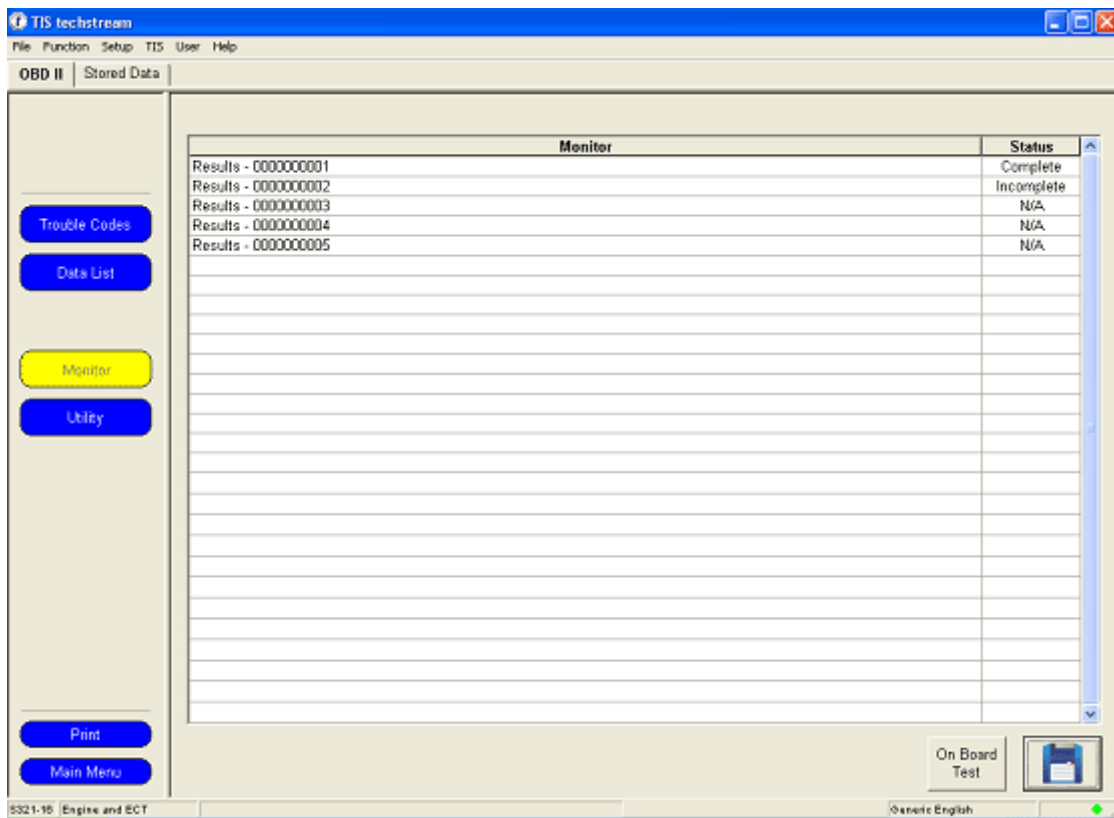 TIS techstream
File Function Setup TIS User Help
OBD II Stored Data
Monitor Status
Results - 0000000001 Complete
Results - 0000000002 Incomplete
Results - 0000000003 N/A
Results - 0000000004 N/A
Results - 0000000005 N/A
Trouble Codes
Data List
Monitor
Utility
Print
Main Menu
On Board
Test
S321-16 Engine and ECT Generic English